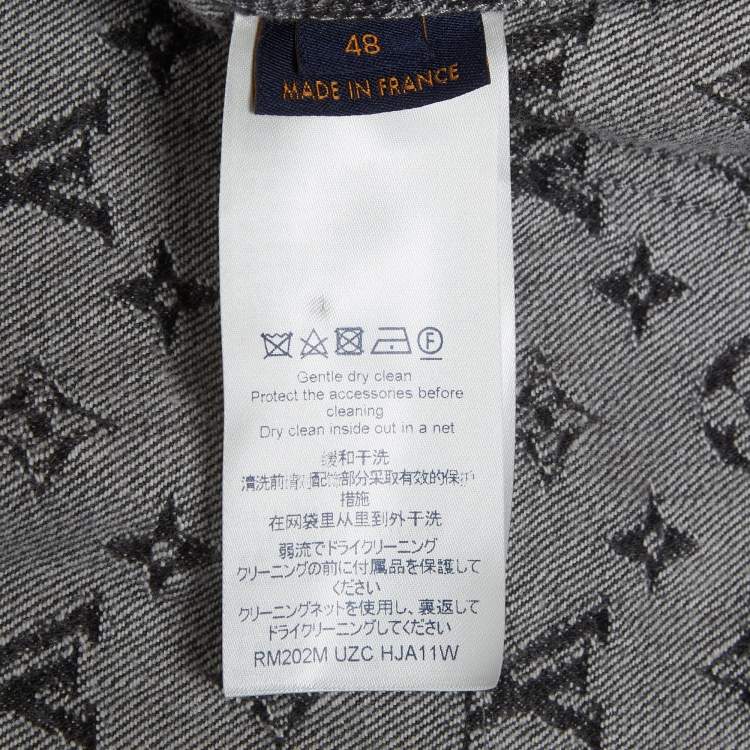 48
MADE IN FRANCE
F
Gentle dry clean
Protect the accessories before
cleaning
Dry clean inside out in a net
缓和干洗
清洗前请对配饰部分采取有效的保护
措施
在网袋里从里到外干洗
弱流でドライクリーニング
クリーニングの前に付属品を保護して
ください
クリーニングネットを使用し、裏返して
ドライクリーニングしてください
RM202M UZC HJA11W